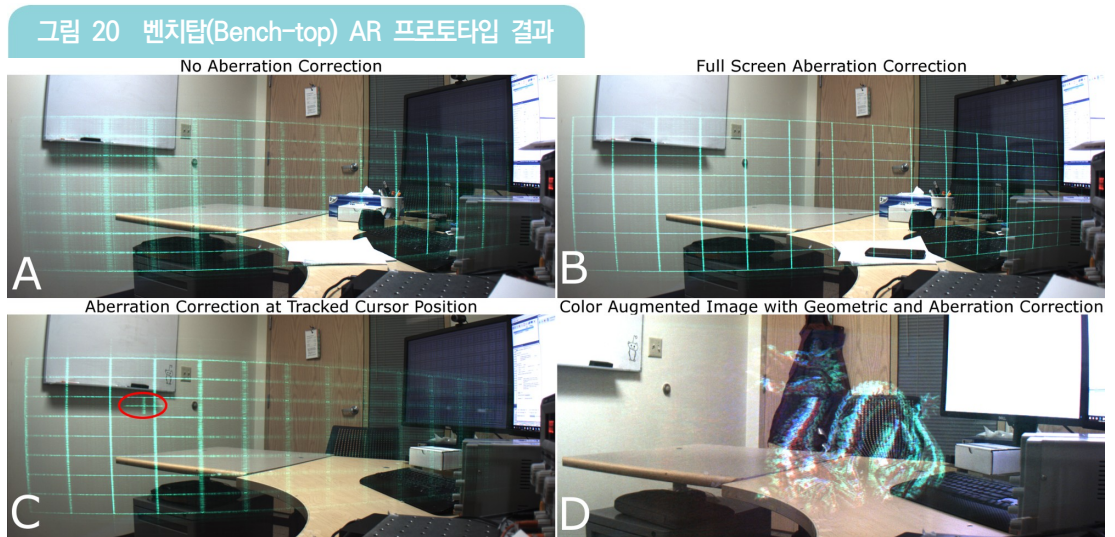 그림 20 벤치탑(Bench-top) AR 프로토타입 결과
No Aberration Correction
Full Screen Aberration Correction
A
B
Aberration Correction at Tracked Cursor Position
Color Augmented Image with Geometric and Aberration Correction
C
D